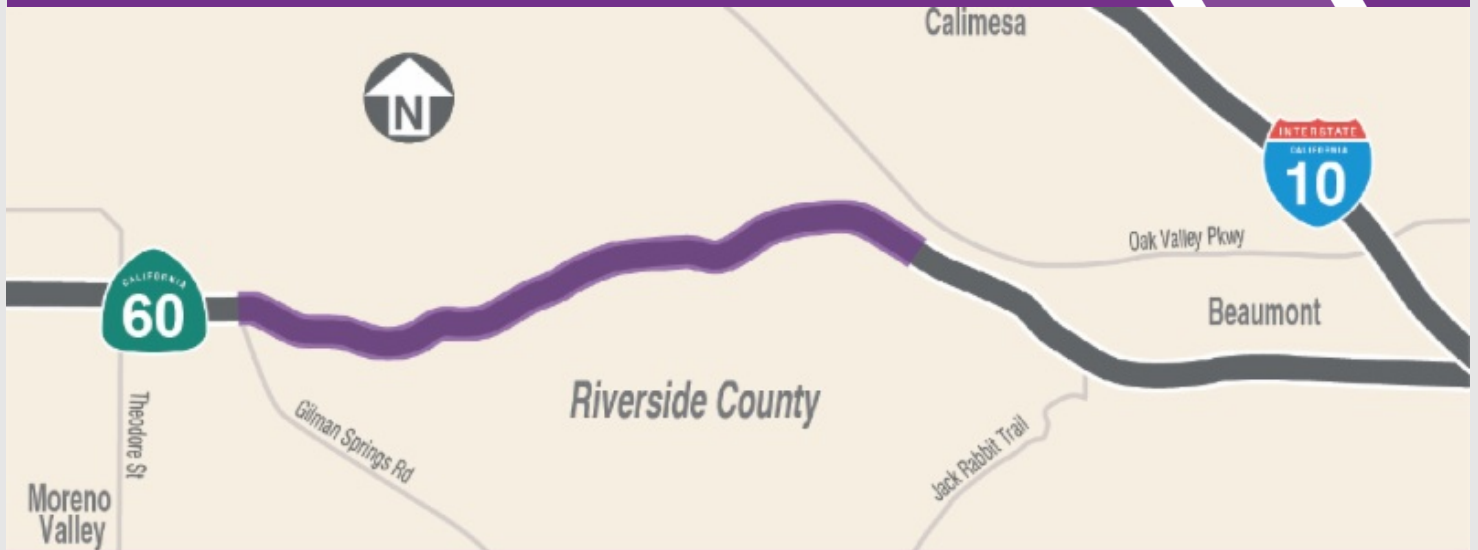 Calimesa
N
INTERSTATE
CALIFORNIA
10
Oak Valley Pkwy
CALIFORNIA
60
Beaumont
Riverside County
Theodore St
Gilman Springs Rd
Jack Rabbit Trail
Moreno
Valley